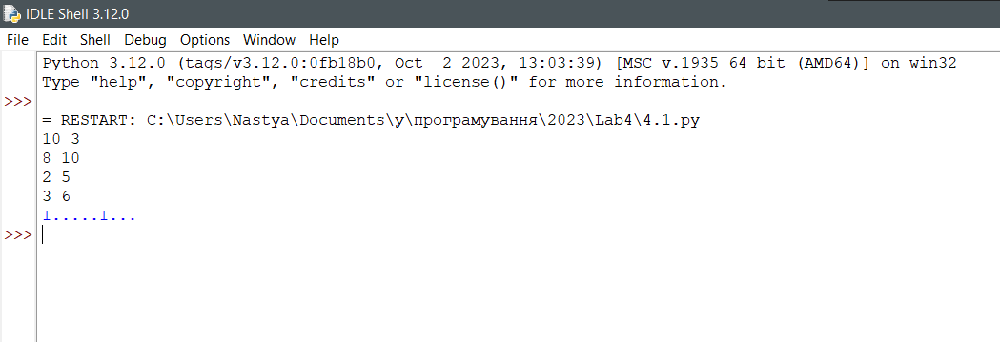 IDLE Shell 3.12.0
File Edit Shell Debug Options Window Help
Python 3.12.0 (tags/v3.12.0:0fb18b0, Oct  2 2023, 13:03:39) [MSC v.1935 64 bit (AMD64)] on win32
Type "help", "copyright", "credits" or "license()" for more information.
>>>
= RESTART: C:\Users\Nastya\Documents\у\програмування\2023\Lab4\4.1.py
10 3
8 10
2 5
3 6
I.....I...
>>>